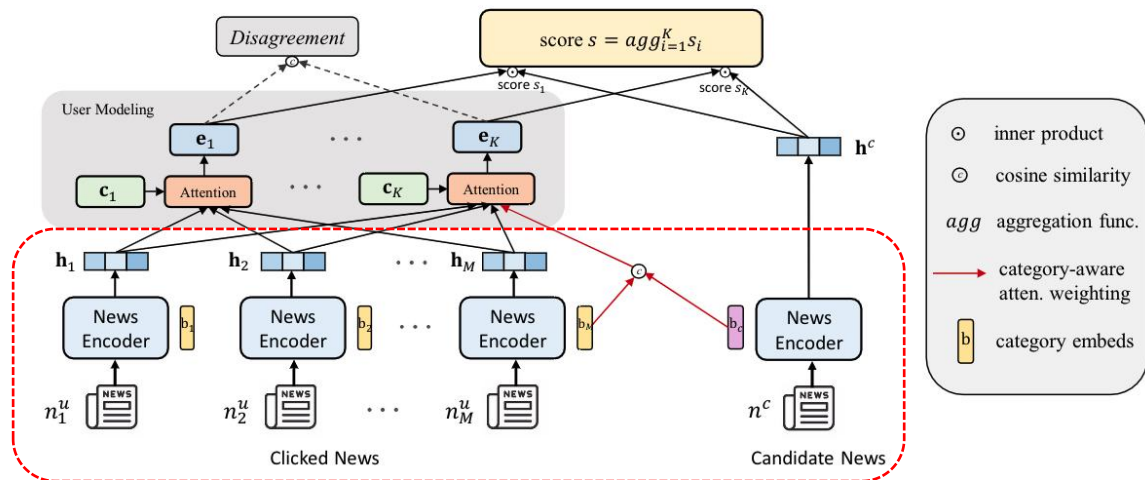 Disagreement
score s = agg_{i=1}^{K} s_i
c
score s_1
score s_K
User Modeling
e_1
· · ·
e_K
h^c
c_1
Attention
· · ·
c_K
Attention
h_1
h_2
· · ·
h_M
c
News Encoder
b_1
News Encoder
b_2
· · ·
News Encoder
b_M
b_c
News Encoder
NEWS
NEWS
NEWS
NEWS
n_1^u
n_2^u
· · ·
n_M^u
n^c
Clicked News
Candidate News
inner product
c
cosine similarity
agg
aggregation func.
category-aware
atten. weighting
b
category embeds